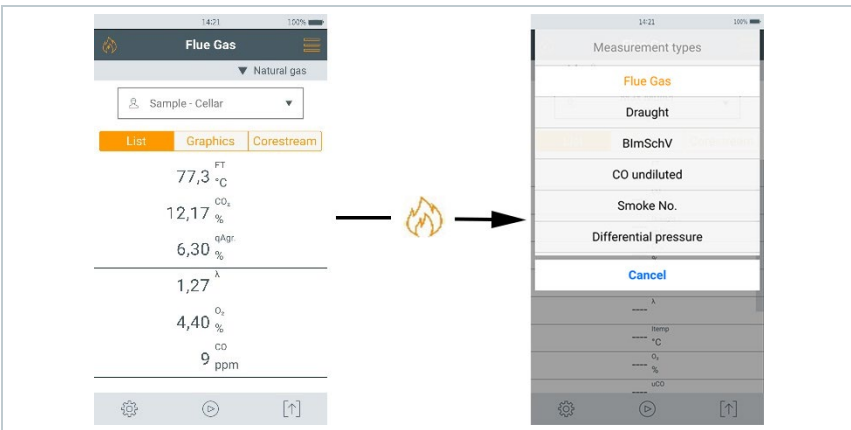 14:21 100%
Flue Gas
▼ Natural gas
Sample - Cellar ▼
List Graphics Corestream
77,3 FT °C
12,17 CO₂ %
6,30 qAgr. %
1,27 λ
4,40 O₂ %
9 CO ppm
14:21 100%
Measurement types
Flue Gas
Draught
BImSchV
CO undiluted
Smoke No.
Differential pressure
Cancel
%
---- λ
---- Itemp °C
---- O₂ %
---- uCO